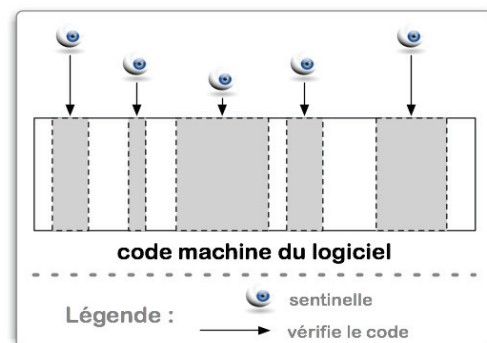 code machine du logiciel
sentinelle
Légende :
vérifie le code